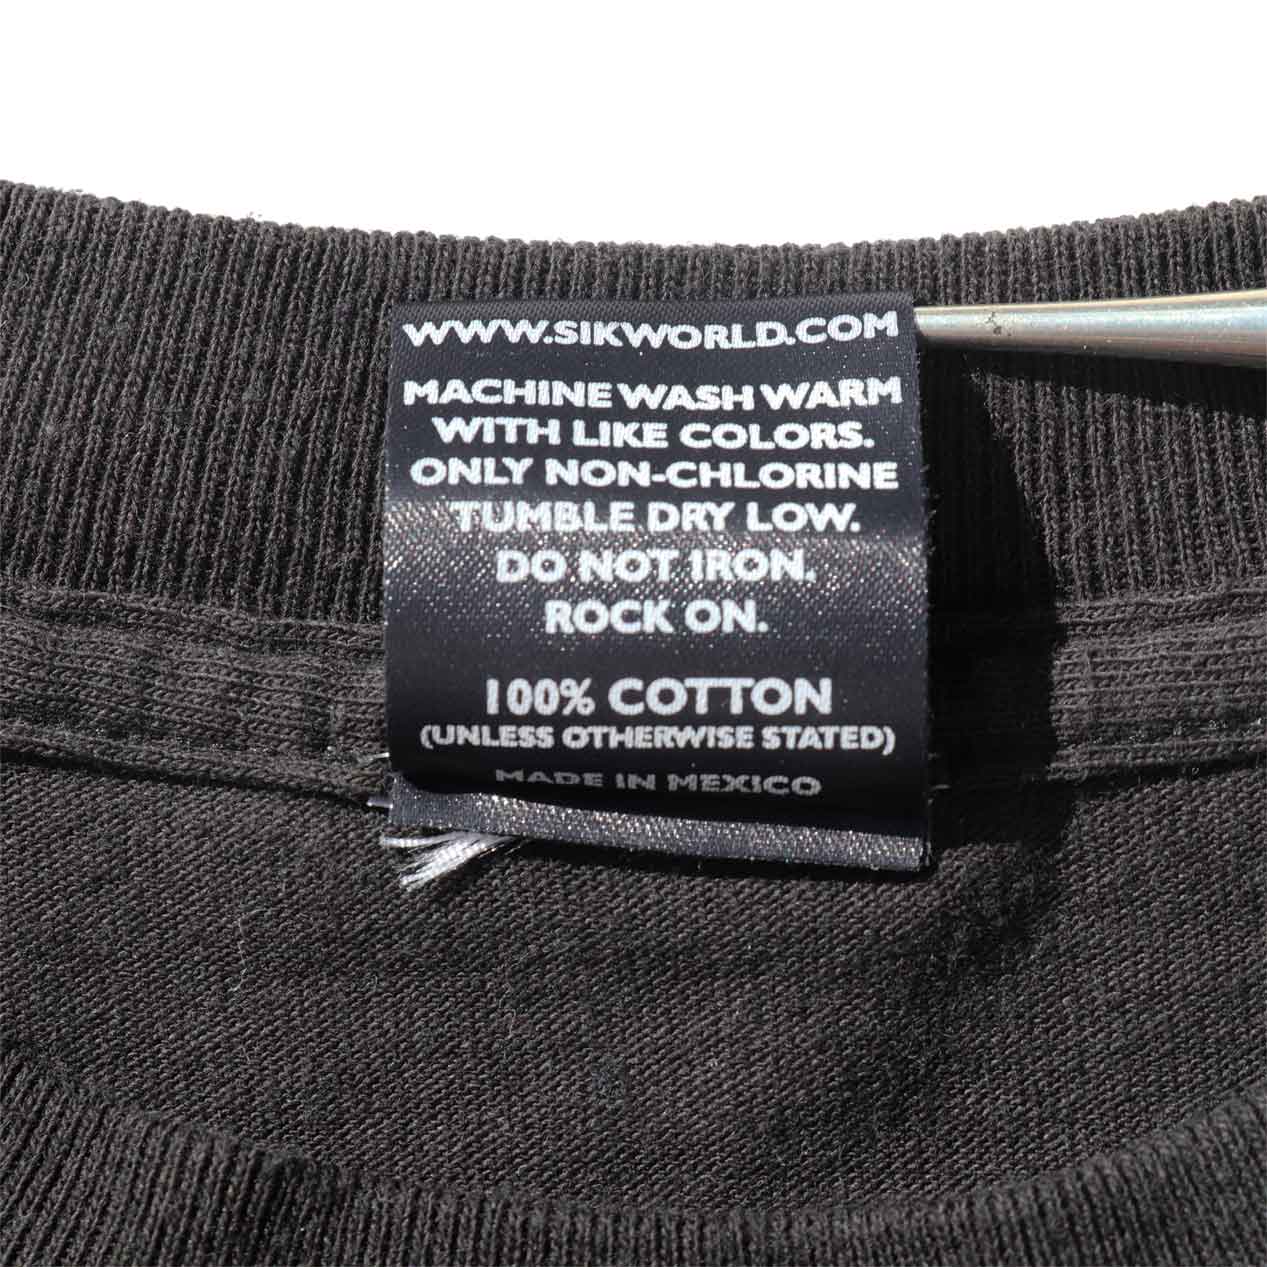 WWW.SIKWORLD.COM
MACHINE WASH WARM
WITH LIKE COLORS.
ONLY NON-CHLORINE
TUMBLE DRY LOW.
DO NOT IRON.
ROCK ON.
100% COTTON
(UNLESS OTHERWISE STATED)
MADE IN MEXICO